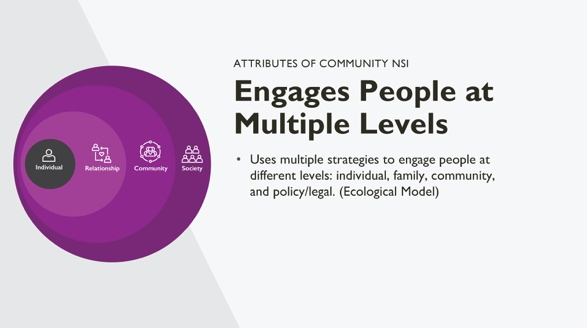 ATTRIBUTES OF COMMUNITY NSI
Engages People at
Multiple Levels
• Uses multiple strategies to engage people at
different levels: individual, family, community,
and policy/legal. (Ecological Model)
Individual
Relationship
Community
Society